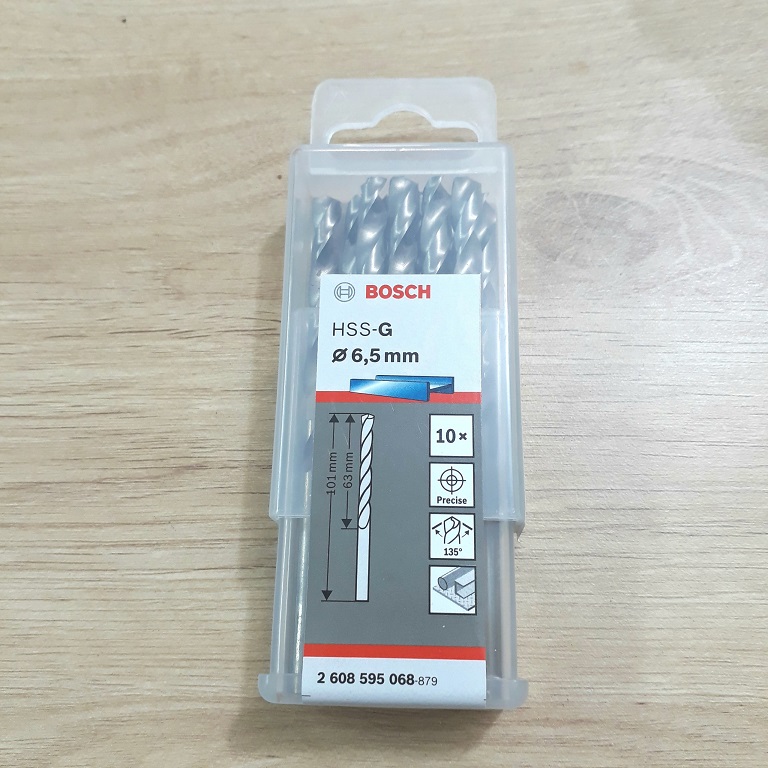 BOSCH
HSS-G
Ø 6,5 mm
101 mm
63 mm
10×
Precise
135°
2 608 595 068-879